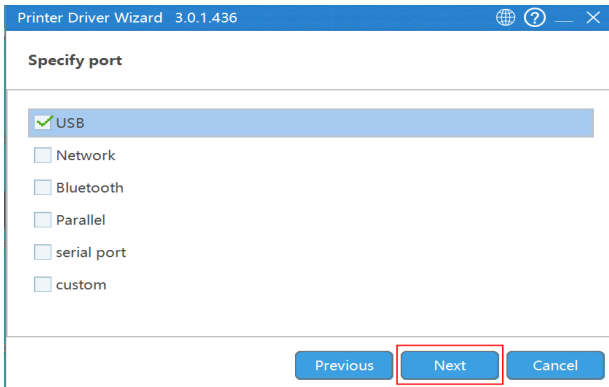 Printer Driver Wizard 3.0.1.436
Specify port
USB
Network
Bluetooth
Parallel
serial port
custom
Previous Next Cancel